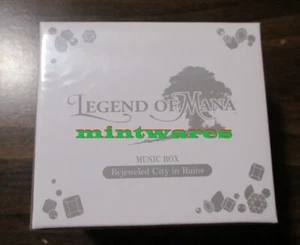 LEGEND OF MANA
mintwares
MUSIC BOX
Bejeweled City in Ruins